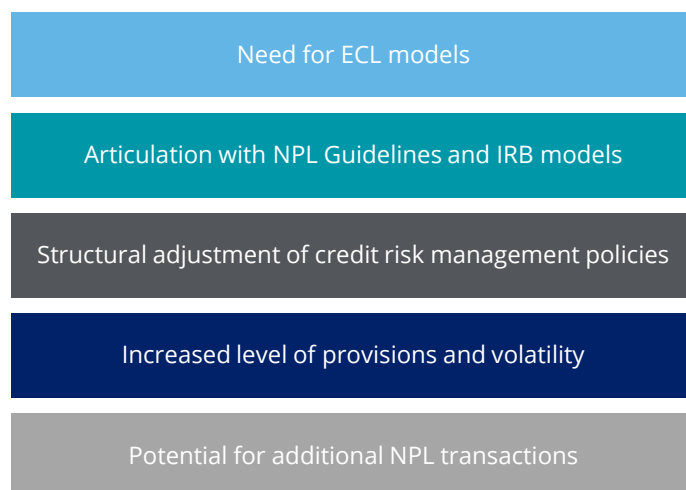 Need for ECL models
Articulation with NPL Guidelines and IRB models
Structural adjustment of credit risk management policies
Increased level of provisions and volatility
Potential for additional NPL transactions